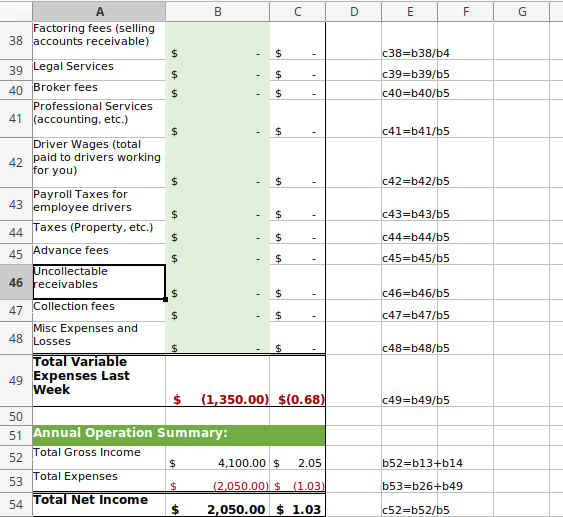 A B C D E F G
38 Factoring fees (selling
accounts receivable) $ - $ - c38=b38/b4
39 Legal Services $ - $ - c39=b39/b5
40 Broker fees $ - $ - c40=b40/b5
41 Professional Services
(accounting, etc.) $ - $ - c41=b41/b5
42 Driver Wages (total
paid to drivers working
for you) $ - $ - c42=b42/b5
43 Payroll Taxes for
employee drivers $ - $ - c43=b43/b5
44 Taxes (Property, etc.) $ - $ - c44=b44/b5
45 Advance fees $ - $ - c45=b45/b5
46 Uncollectable
receivables $ - $ - c46=b46/b5
47 Collection fees $ - $ - c47=b47/b5
48 Misc Expenses and
Losses $ - $ - c48=b48/b5
49 Total Variable
Expenses Last
Week $ (1,350.00) $(0.68) c49=b49/b5
50
51 Annual Operation Summary:
52 Total Gross Income $ 4,100.00 $ 2.05 b52=b13+b14
53 Total Expenses $ (2,050.00) $ (1.03) b53=b26+b49
54 Total Net Income $ 2,050.00 $ 1.03 c52=b52/b5